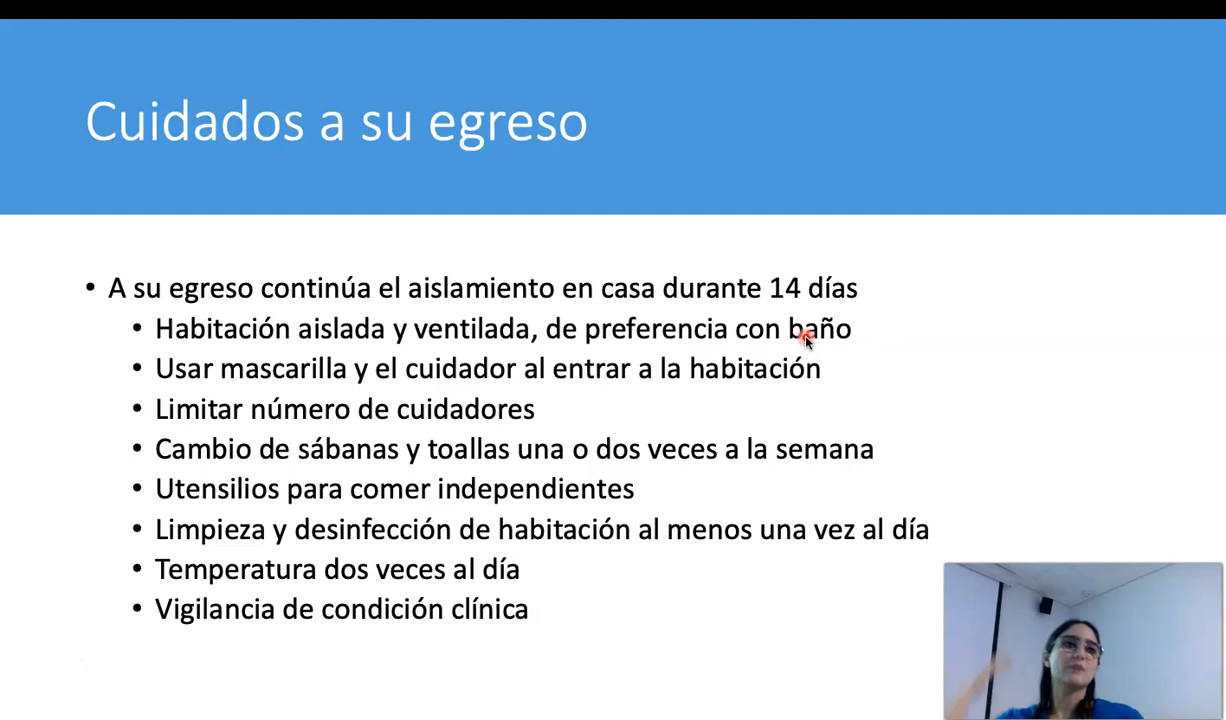 Cuidados a su egreso
• A su egreso continúa el aislamiento en casa durante 14 días
• Habitación aislada y ventilada, de preferencia con baño
• Usar mascarilla y el cuidador al entrar a la habitación
• Limitar número de cuidadores
• Cambio de sábanas y toallas una o dos veces a la semana
• Utensilios para comer independientes
• Limpieza y desinfección de habitación al menos una vez al día
• Temperatura dos veces al día
• Vigilancia de condición clínica